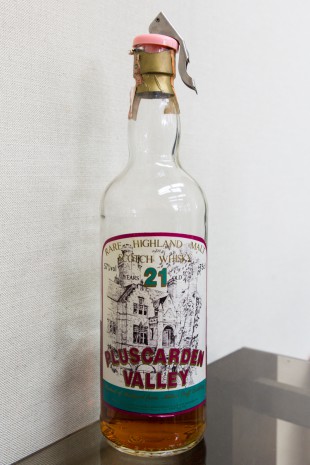 RARE HIGHLAND MALT
SCOTCH WHISKY
YEARS 21 OLD
PLUSCARDEN
VALLEY